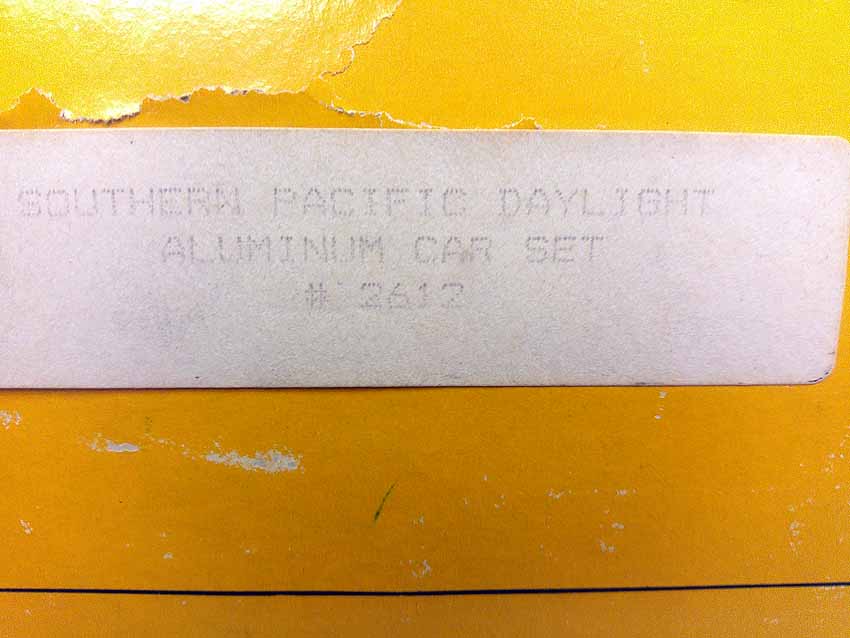 SOUTHERN PACIFIC DAYLIGHT
ALUMINUM CAR SET
# 2612